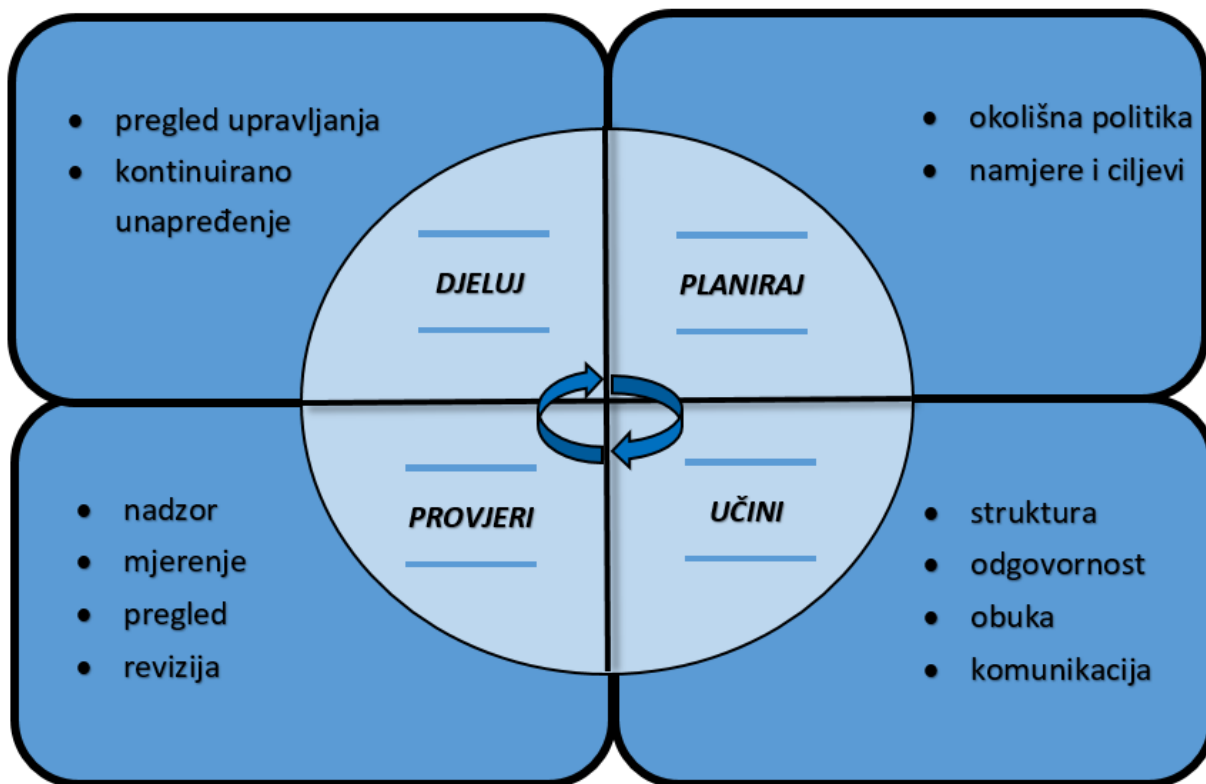 pregled upravljanja
kontinuirano
unapređenje
DJELUJ
okolišna politika
namjere i ciljevi
PLANIRAJ
nadzor
mjerenje
pregled
revizija
PROVJERI
UČINI
struktura
odgovornost
obuka
komunikacija